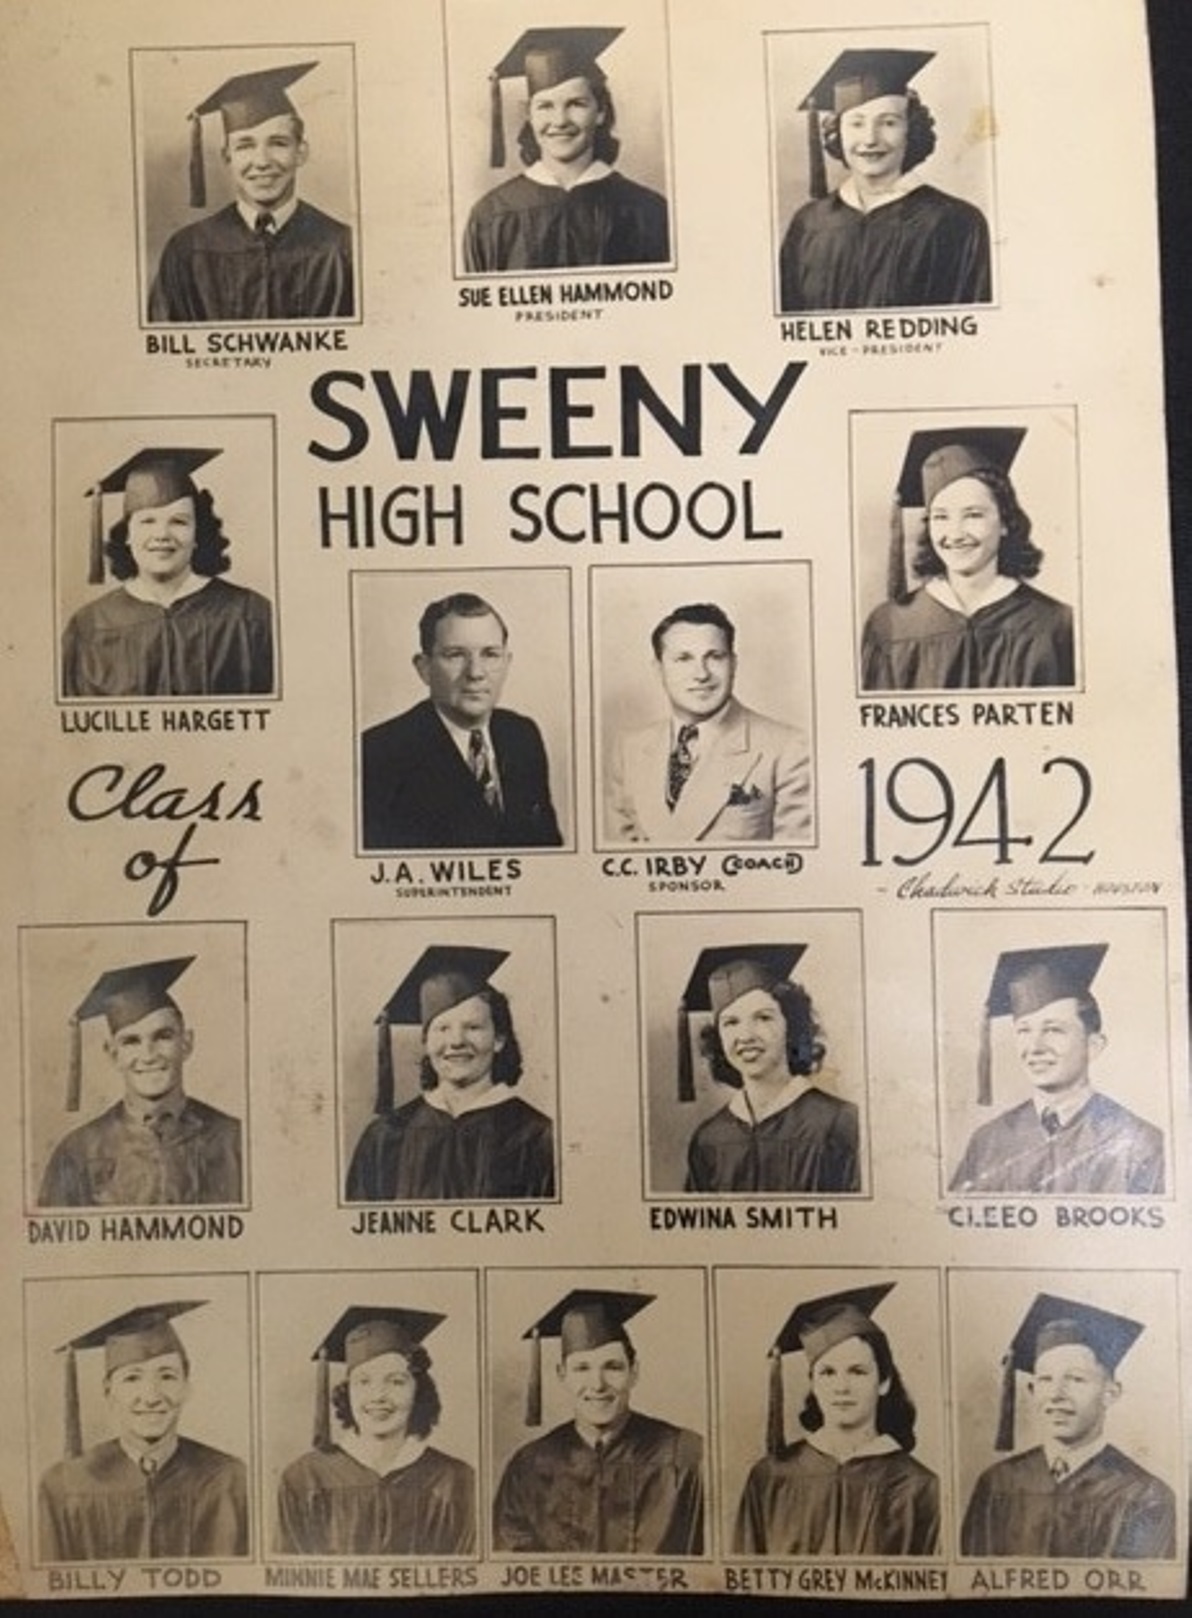 SUE ELLEN HAMMOND
PRESIDENT
BILL SCHWANKE
SECRETARY
HELEN REDDING
VICE-PRESIDENT
SWEENY
HIGH SCHOOL
LUCILLE HARGETT
FRANCES PARTEN
Class
of
1942
J.A. WILES
SUPERINTENDENT
C.C. IRBY (COACH)
SPONSOR
- Chadwick Studio - HOUSTON
DAVID HAMMOND
JEANNE CLARK
EDWINA SMITH
CLEEO BROOKS
BILLY TODD
MINNIE MAE SELLERS
JOE LEE MASTER
BETTY GREY McKINNEY
ALFRED ORR